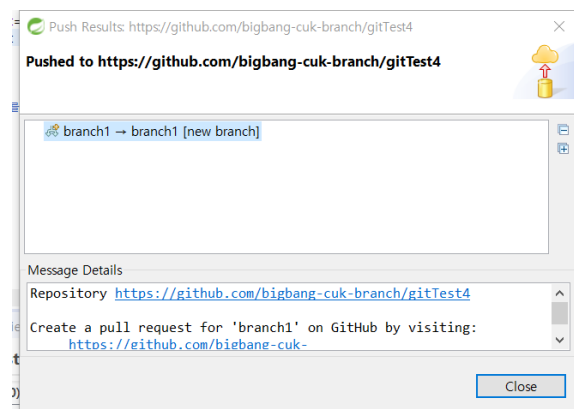 Push Results: https://github.com/bigbang-cuk-branch/gitTest4
Pushed to https://github.com/bigbang-cuk-branch/gitTest4
branch1 → branch1 [new branch]
Message Details
Repository https://github.com/bigbang-cuk-branch/gitTest4
Create a pull request for 'branch1' on GitHub by visiting:
https://github.com/bigbang-cuk-
Close